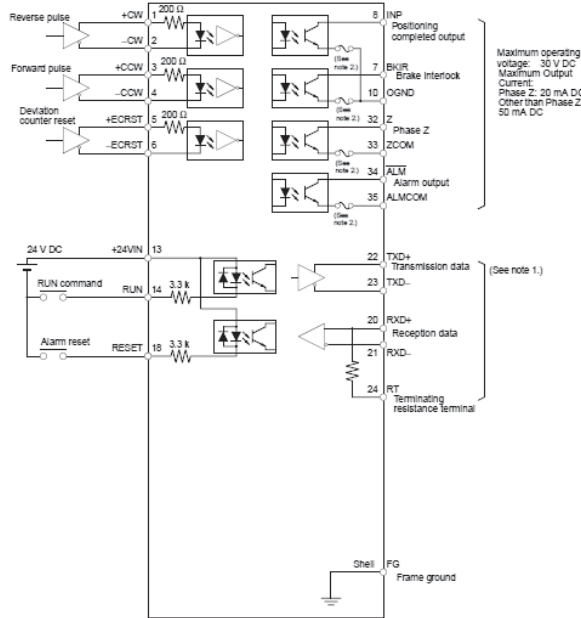 Reverse pulse
+CW
1
200 Ω
−CW
2
Forward pulse
+CCW
3
200 Ω
−CCW
4
Deviation
counter reset
+ECRST
5
200 Ω
−ECRST
6
8
INP
Positioning
completed output
(See
note 2.)
7
BKIR
Brake Interlock
10
OGND
(See
note 2.)
32
Z
Phase Z
33
ZCOM
(See
note 2.)
34
ALM
Alarm output
35
ALMCOM
(See
note 2.)
Maximum operating
voltage: 30 V DC
Maximum Output
Current:
Phase Z: 20 mA DC
Other than Phase Z
50 mA DC
24 V DC
+24VIN
13
RUN command
RUN
14
3.3 k
Alarm reset
RESET
18
3.3 k
22
TXD+
Transmission data
23
TXD−
20
RXD+
Reception data
21
RXD−
24
RT
Terminating
resistance terminal
(See note 1.)
Shell
FG
Frame ground